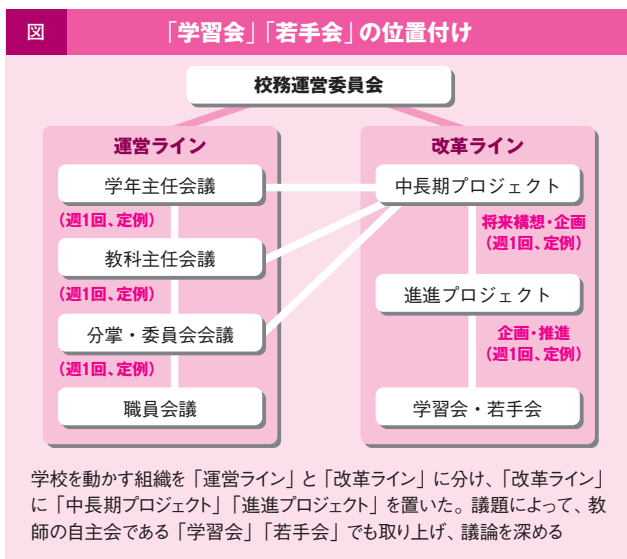 図
「学習会」「若手会」の位置付け
校務運営委員会
運営ライン
学年主任会議
(週1回、定例)
教科主任会議
(週1回、定例)
分掌・委員会会議
(週1回、定例)
職員会議
改革ライン
中長期プロジェクト
将来構想・企画
(週1回、定例)
進進プロジェクト
企画・推進
(週1回、定例)
学習会・若手会
学校を動かす組織を「運営ライン」と「改革ライン」に分け、「改革ライン」
に「中長期プロジェクト」「進進プロジェクト」を置いた。議題によって、教
師の自主会である「学習会」「若手会」でも取り上げ、議論を深める